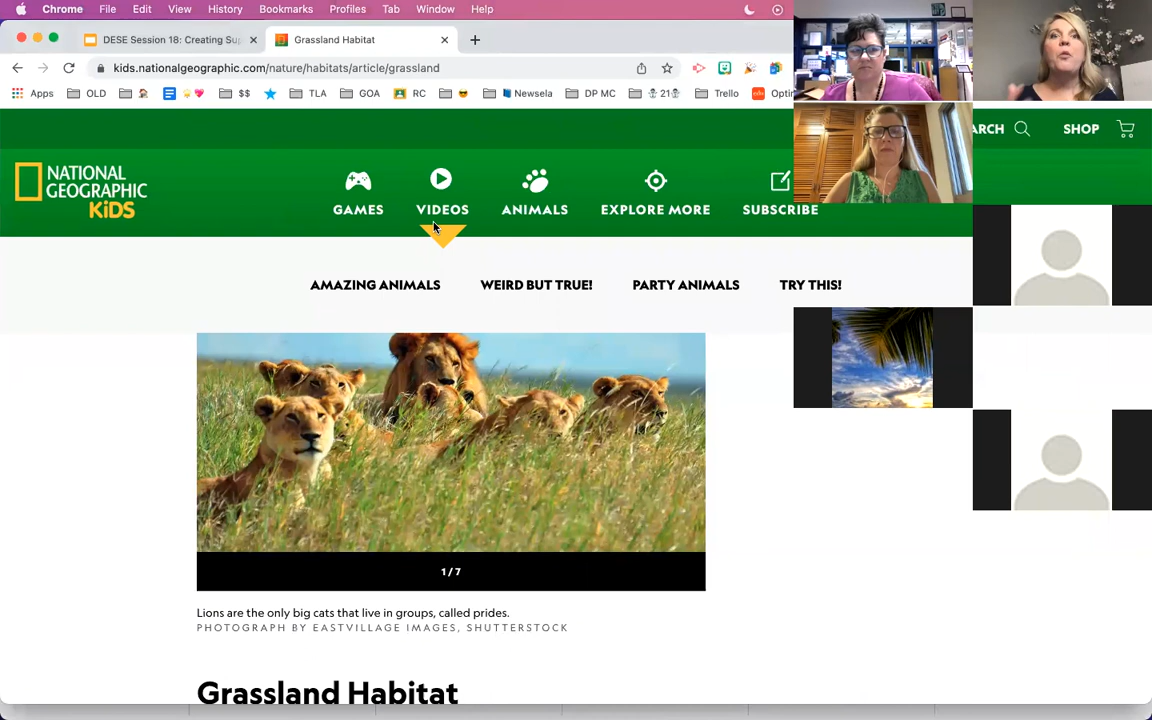 Chrome File Edit View History Bookmarks Profiles Tab Window Help
DESE Session 18: Creating Su
Grassland Habitat
kids.nationalgeographic.com/nature/habitats/article/grassland
Apps OLD $$ TLA GOA RC Newsela DP MC 21 Trello
ARCH SHOP
NATIONAL
GEOGRAPHIC
KiDS
GAMES VIDEOS ANIMALS EXPLORE MORE SUBSCRIBE
AMAZING ANIMALS WEIRD BUT TRUE! PARTY ANIMALS TRY THIS!
1/7
Lions are the only big cats that live in groups, called prides.
PHOTOGRAPH BY EASTVILLAGE IMAGES, SHUTTERSTOCK
Grassland Habitat